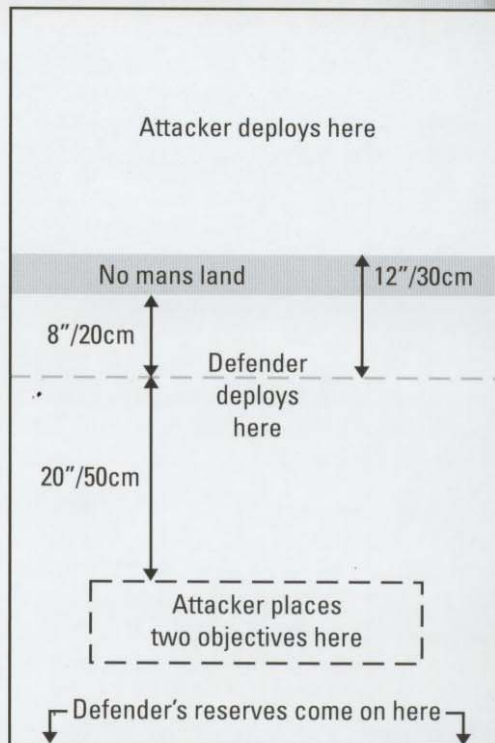 Attacker deploys here
No mans land
12”/30cm
8”/20cm
Defender
deploys
here
20”/50cm
Attacker places
two objectives here
Defender’s reserves come on here